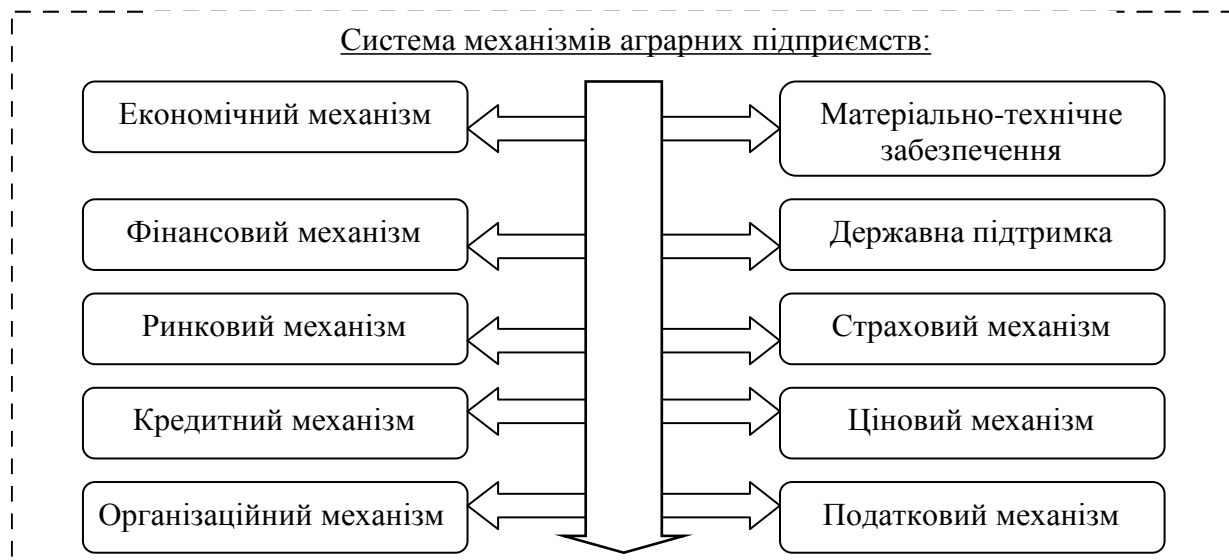 Система механізмів аграрних підприємств:
Економічний механізм
Матеріально-технічне
забезпечення
Фінансовий механізм
Державна підтримка
Ринковий механізм
Страховий механізм
Кредитний механізм
Ціновий механізм
Організаційний механізм
Податковий механізм